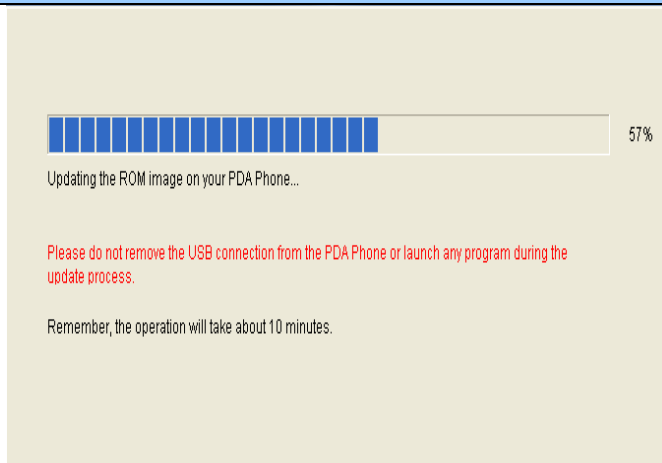 57%
Updating the ROM image on your PDA Phone...
Please do not remove the USB connection from the PDA Phone or launch any program during the
update process.
Remember, the operation will take about 10 minutes.